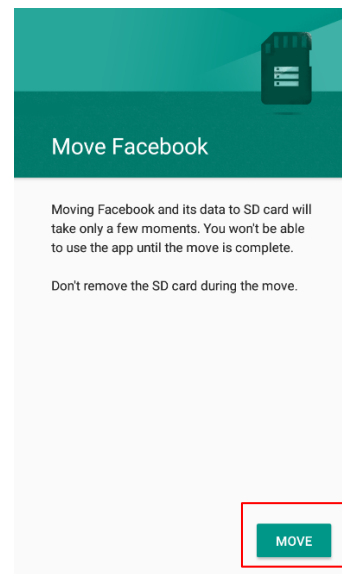 Move Facebook
Moving Facebook and its data to SD card will
take only a few moments. You won't be able
to use the app until the move is complete.
Don't remove the SD card during the move.
MOVE